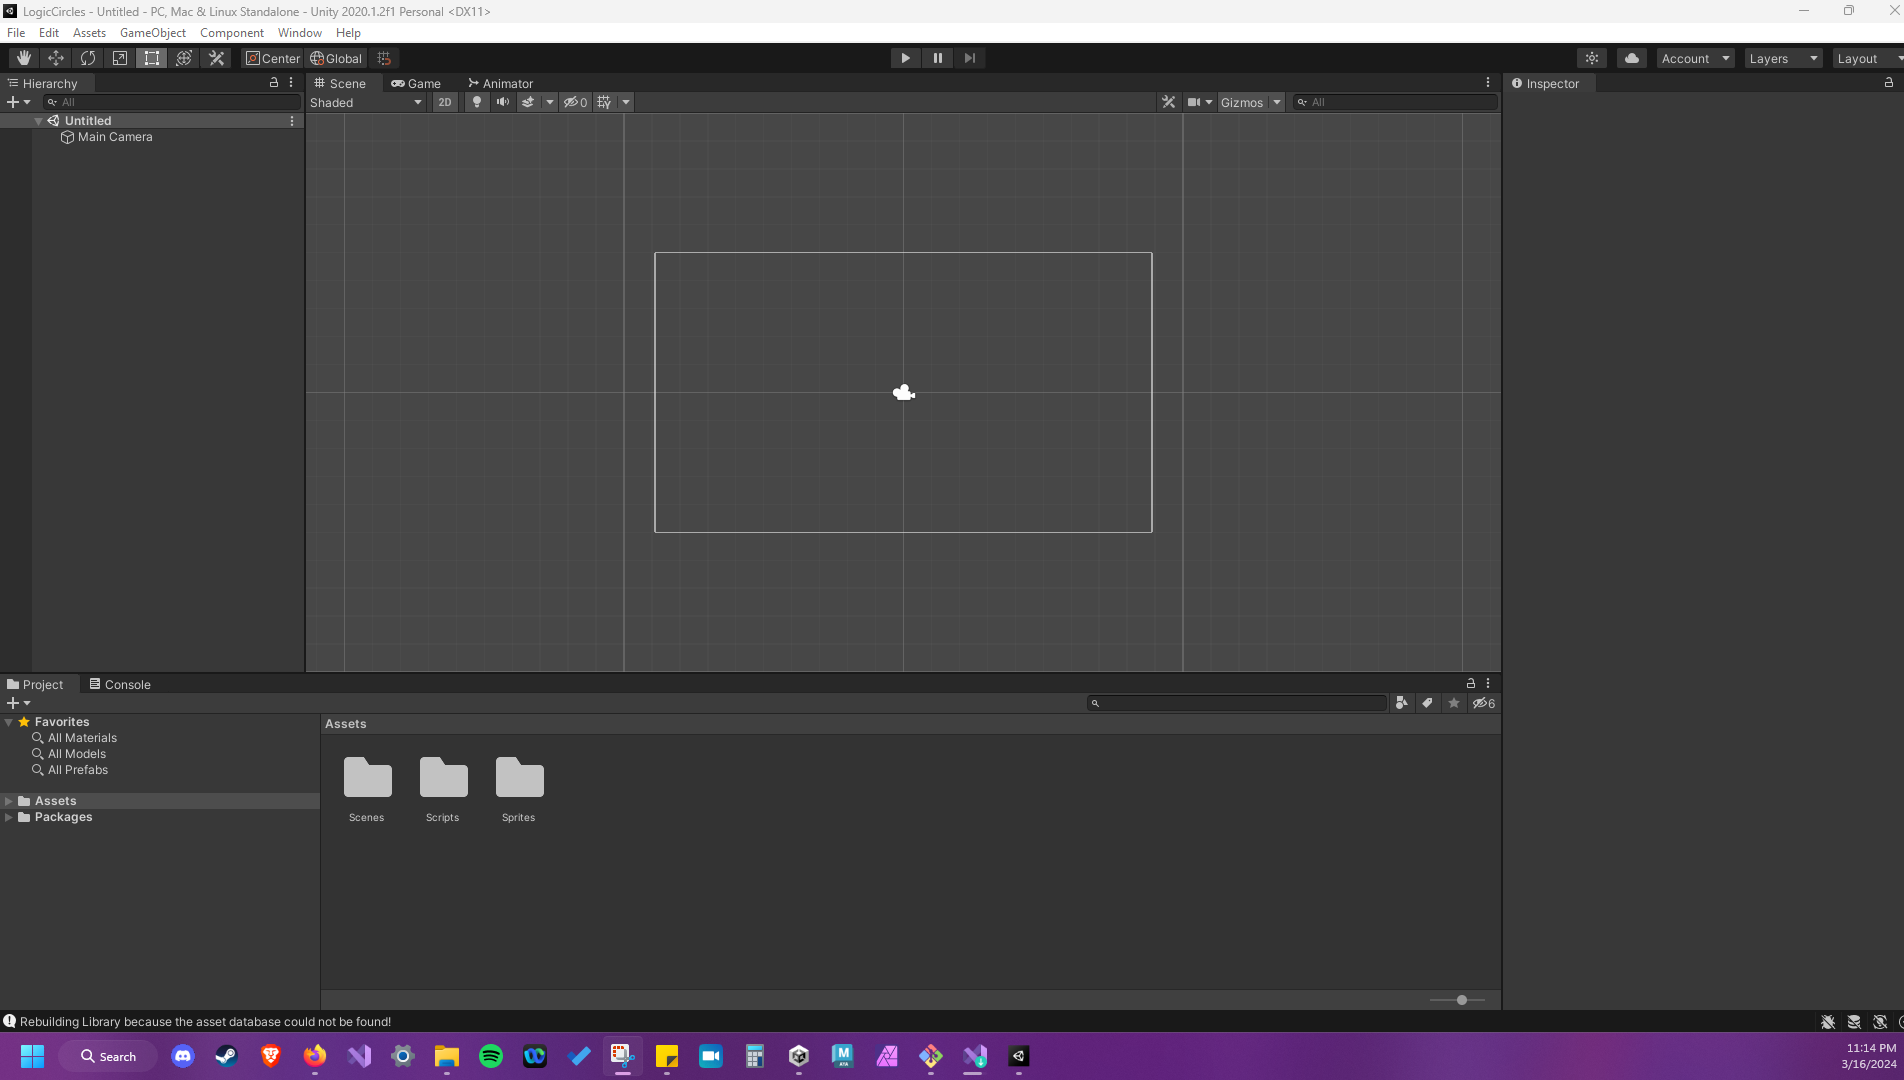 LogicCircles - Untitled - PC, Mac & Linux Standalone - Unity 2020.1.2f1 Personal <DX11>
File Edit Assets GameObject Component Window Help
Center Global Account Layers Layout
Hierarchy
All
Untitled
Main Camera
Scene Game Animator
Shaded 2D 0 Gizmos All
Inspector
Project Console
6
Favorites
All Materials
All Models
All Prefabs
Assets
Packages
Assets
Scenes Scripts Sprites
Rebuilding Library because the asset database could not be found!
Search
M
AYA
11:14 PM
3/16/2024